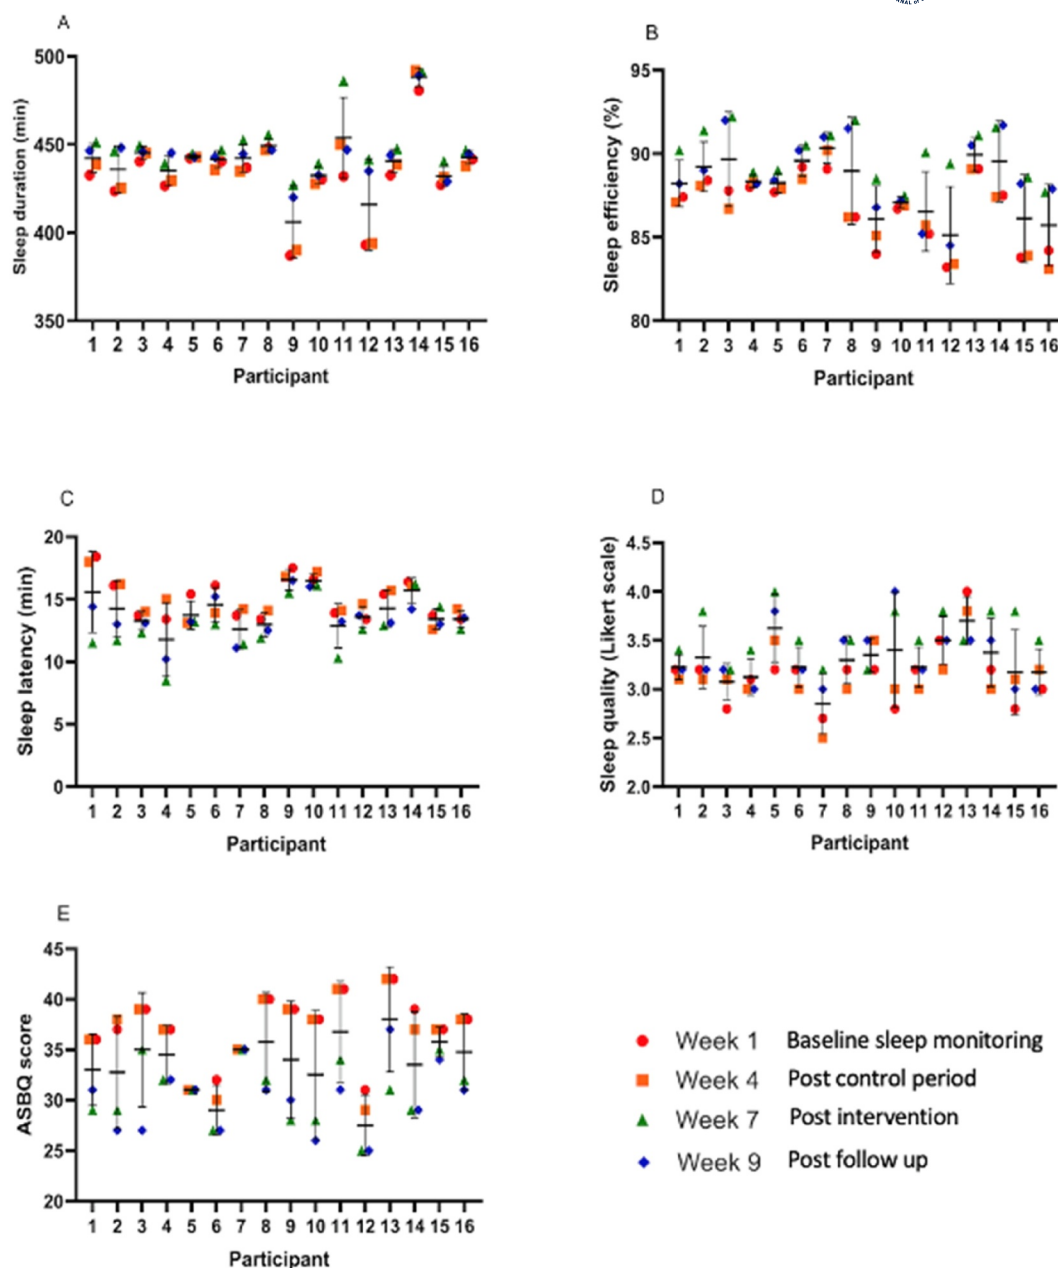 A
500
450
400
350
Sleep duration (min)
1 2 3 4 5 6 7 8 9 10 11 12 13 14 15 16
Participant
B
95
90
85
80
Sleep efficiency (%)
1 2 3 4 5 6 7 8 9 10 11 12 13 14 15 16
Participant
C
20
15
10
5
0
Sleep latency (min)
1 2 3 4 5 6 7 8 9 10 11 12 13 14 15 16
Participant
D
4.5
4.0
3.5
3.0
2.5
2.0
Sleep quality (Likert scale)
1 2 3 4 5 6 7 8 9 10 11 12 13 14 15 16
Participant
E
45
40
35
30
25
20
ASBQ score
1 2 3 4 5 6 7 8 9 10 11 12 13 14 15 16
Participant
Week 1 Baseline sleep monitoring
Week 4 Post control period
Week 7 Post intervention
Week 9 Post follow up